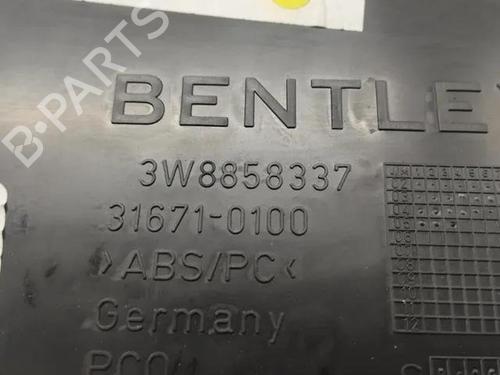 B-PARTS
BENTLE
3W8858337
31671-0100
>ABS/PC<
Germany